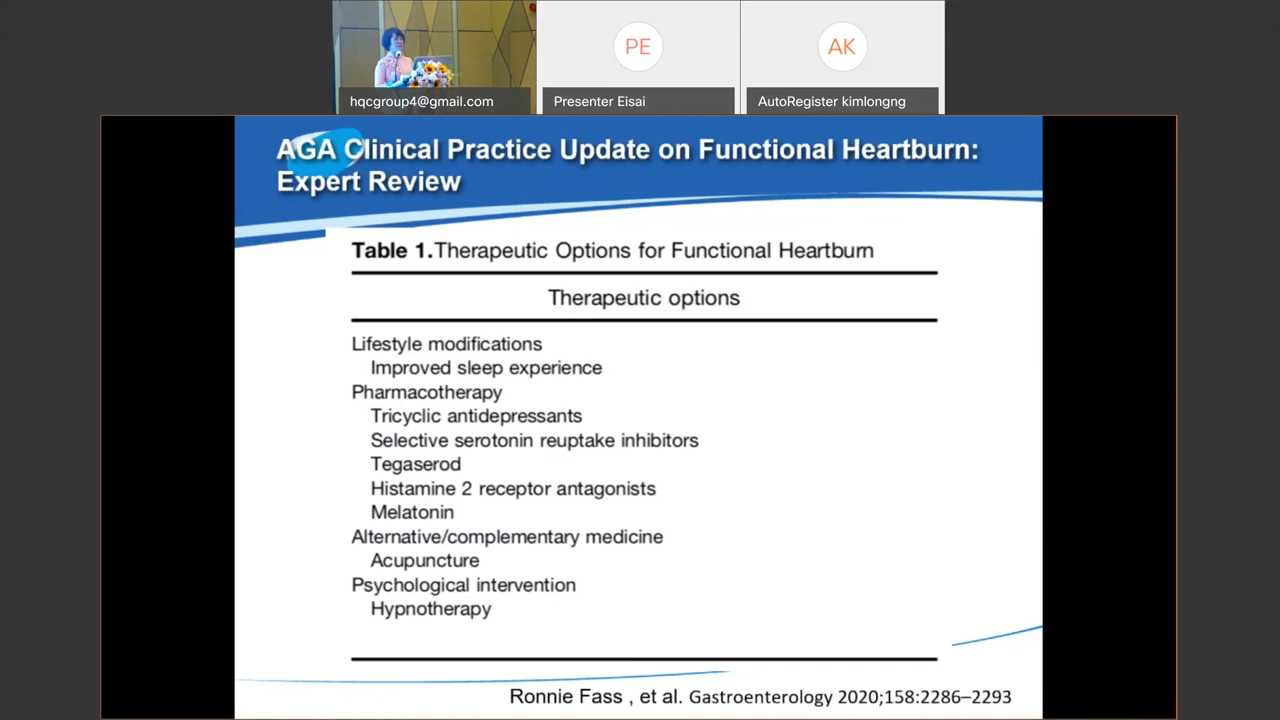 PE
AK
hqcgroup4@gmail.com
Presenter Eisai
AutoRegister kimlongng
AGA Clinical Practice Update on Functional Heartburn:
Expert Review
Table 1.Therapeutic Options for Functional Heartburn
Therapeutic options
Lifestyle modifications
Improved sleep experience
Pharmacotherapy
Tricyclic antidepressants
Selective serotonin reuptake inhibitors
Tegaserod
Histamine 2 receptor antagonists
Melatonin
Alternative/complementary medicine
Acupuncture
Psychological intervention
Hypnotherapy
Ronnie Fass , et al. Gastroenterology 2020;158:2286–2293